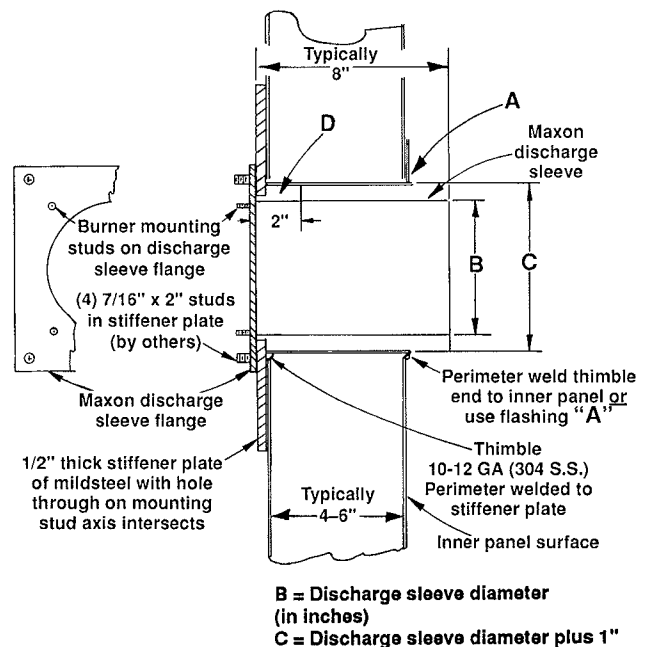 Typically
8"
A
D
Maxon
discharge
sleeve
2"
Burner mounting
studs on discharge
sleeve flange
B
C
(4) 7/16" x 2" studs
in stiffener plate
(by others)
Maxon discharge
sleeve flange
Perimeter weld thimble
end to inner panel or
use flashing “A”
1/2" thick stiffener plate
of mildsteel with hole
through on mounting
stud axis intersects
Thimble
10-12 GA (304 S.S.)
Perimeter welded to
stiffener plate
Typically
4–6"
Inner panel surface
B = Discharge sleeve diameter
(in inches)
C = Discharge sleeve diameter plus 1"